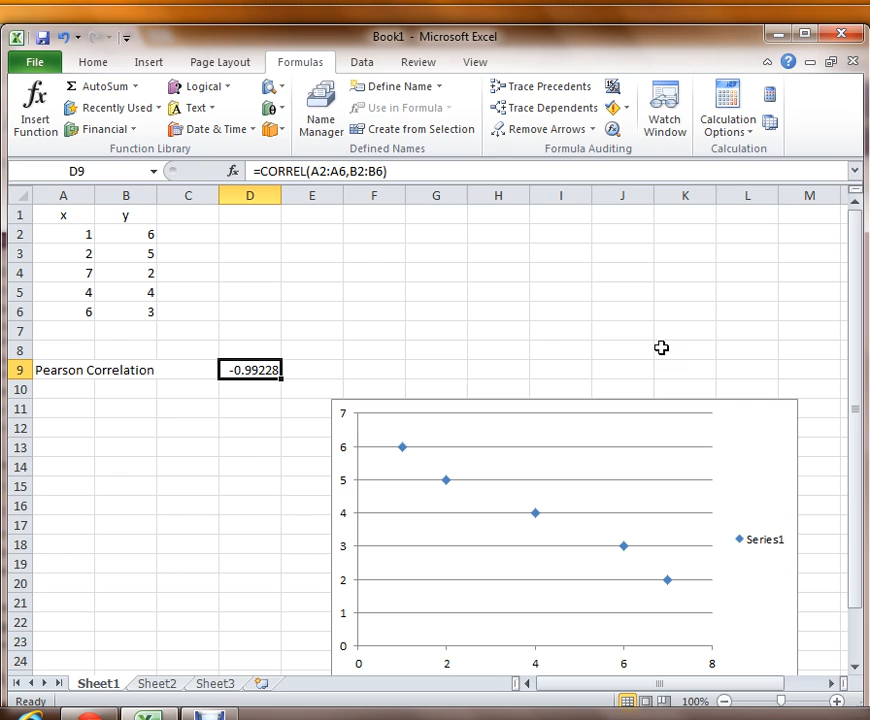 Book1 - Microsoft Excel
File Home Insert Page Layout Formulas Data Review View
Insert Function
Σ AutoSum
Recently Used
Financial
Logical
Text
Date & Time
Function Library
Name Manager
Define Name
Use in Formula
Create from Selection
Defined Names
Trace Precedents
Trace Dependents
Remove Arrows
Formula Auditing
Watch Window
Calculation Options
Calculation
D9 fx =CORREL(A2:A6,B2:B6)
A B C D E F G H I J K L M
1 x y
2 1 6
3 2 5
4 7 2
5 4 4
6 6 3
7
8
9 Pearson Correlation -0.99228
10
11
12
13
14
15
16
17
18
19
20
21
22
23
24
7
6
5
4
3
2
1
0
0 2 4 6 8
Series1
Sheet1 Sheet2 Sheet3
Ready 100%